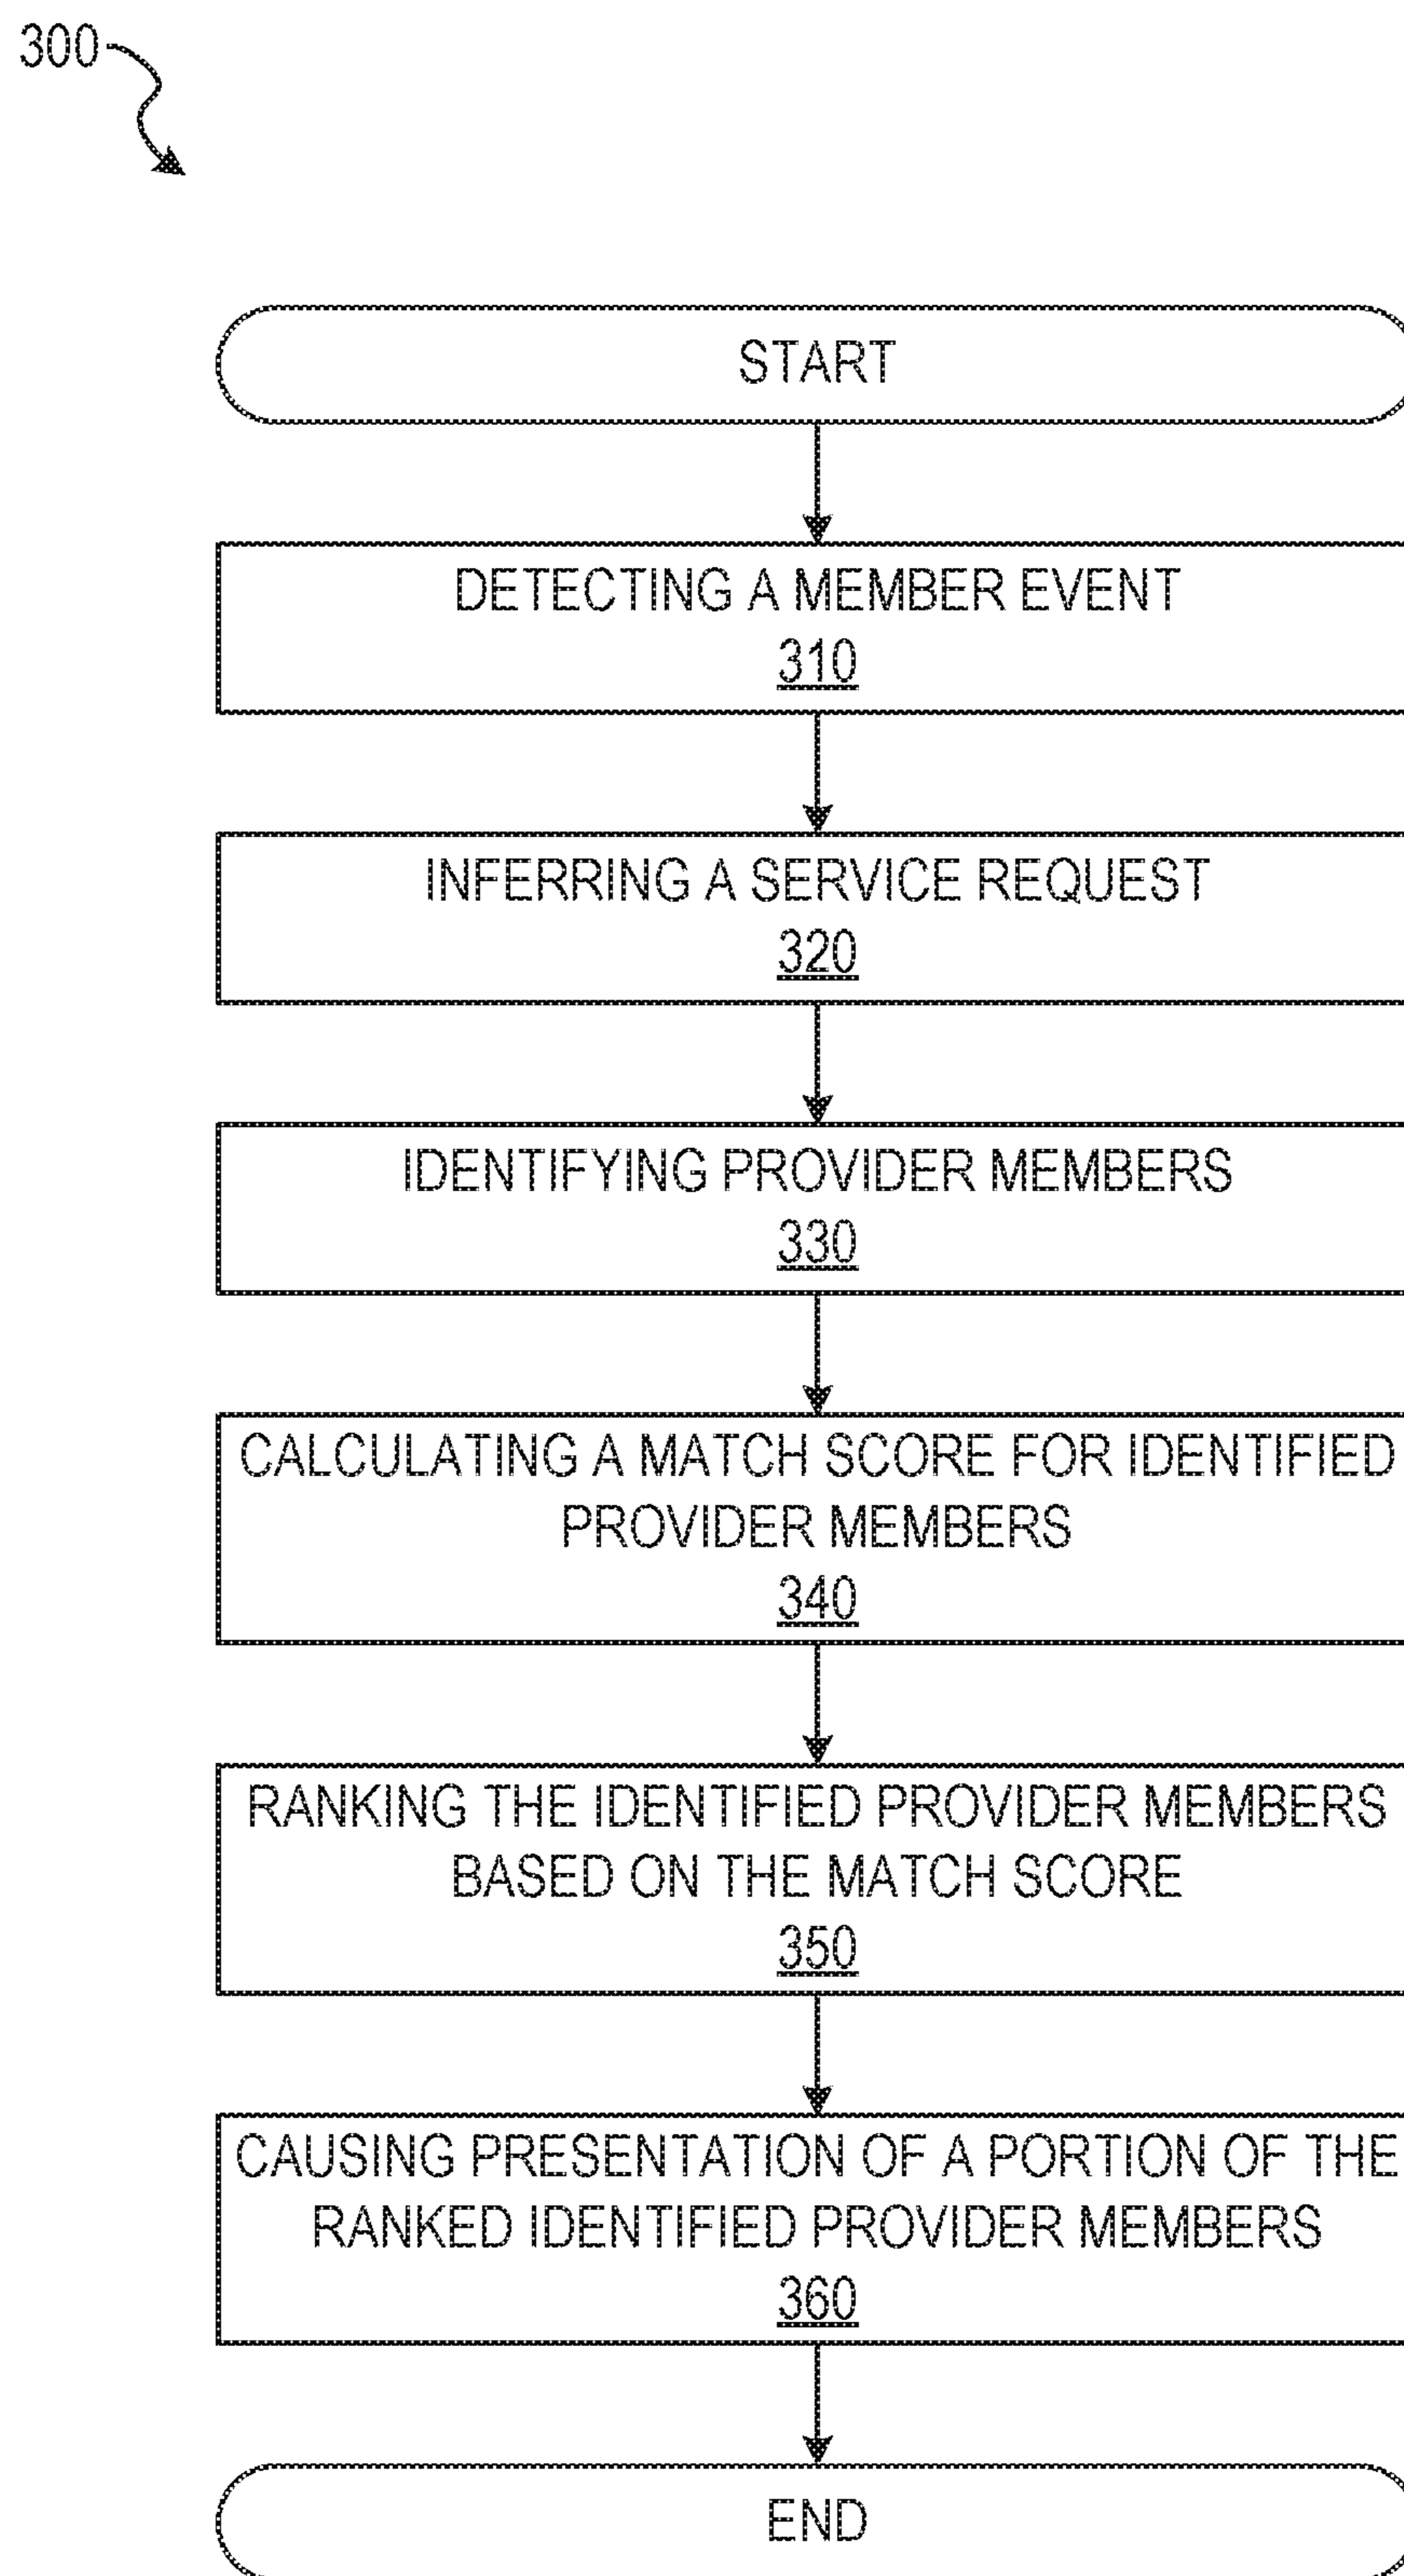 300
START
DETECTING A MEMBER EVENT
310
INFERRING A SERVICE REQUEST
320
IDENTIFYING PROVIDER MEMBERS
330
CALCULATING A MATCH SCORE FOR IDENTIFIED
PROVIDER MEMBERS
340
RANKING THE IDENTIFIED PROVIDER MEMBERS
BASED ON THE MATCH SCORE
350
CAUSING PRESENTATION OF A PORTION OF THE
RANKED IDENTIFIED PROVIDER MEMBERS
360
END